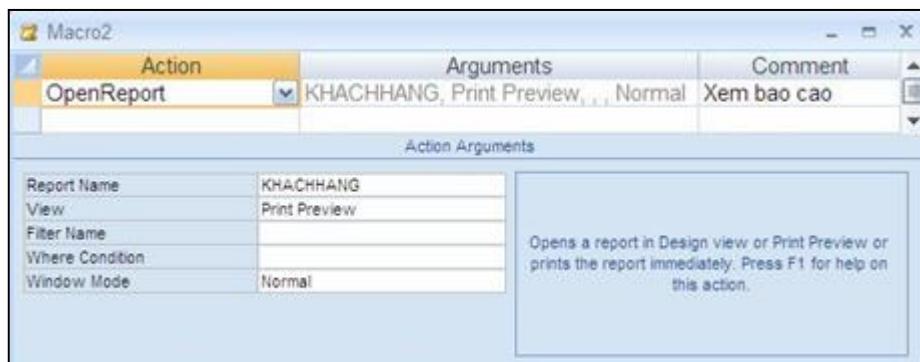 Macro2
Action Arguments Comment
OpenReport KHACHHANG, Print Preview, , , Normal Xem bao cao
Action Arguments
Report Name KHACHHANG
View Print Preview
Filter Name
Where Condition
Window Mode Normal
Opens a report in Design view or Print Preview or
prints the report immediately. Press F1 for help on
this action.